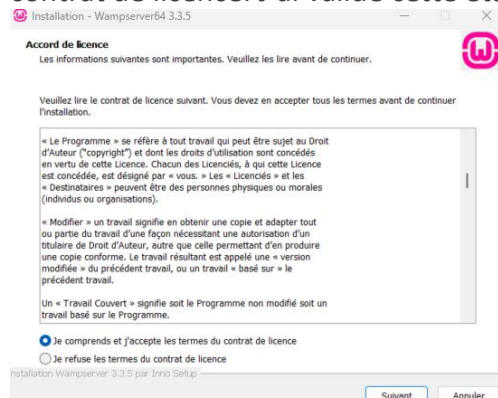 contrat de licence
Installation - Wampserver64 3.3.5
Accord de licence
Les informations suivantes sont importantes. Veuillez les lire avant de continuer.
Veuillez lire le contrat de licence suivant. Vous devez en accepter tous les termes avant de continuer
l'installation.
« Le Programme » se réfère à tout travail qui peut être sujet au Droit
d'Auteur ("copyright") et dont les droits d'utilisation sont concédés
en vertu de cette Licence. Chacun des Licenciés, à qui cette Licence
est concédée, est désigné par « vous. » Les « Licenciés » et les
« Destinataires » peuvent être des personnes physiques ou morales
(individus ou organisations).
« Modifier » un travail signifie en obtenir une copie et adapter tout
ou partie du travail d'une façon nécessitant une autorisation d'un
titulaire de Droit d'Auteur, autre que celle permettant d'en produire
une copie conforme. Le travail résultant est appelé une « version
modifiée » du précédent travail, ou un travail « basé sur » le
précédent travail.
Un « Travail Couvert » signifie soit le Programme non modifié soit un
travail basé sur le Programme.
Je comprends et j'accepte les termes du contrat de licence
Je refuse les termes du contrat de licence
nstallation Wampserver 3.3.5 par Inno Setup
Suivant Annuler